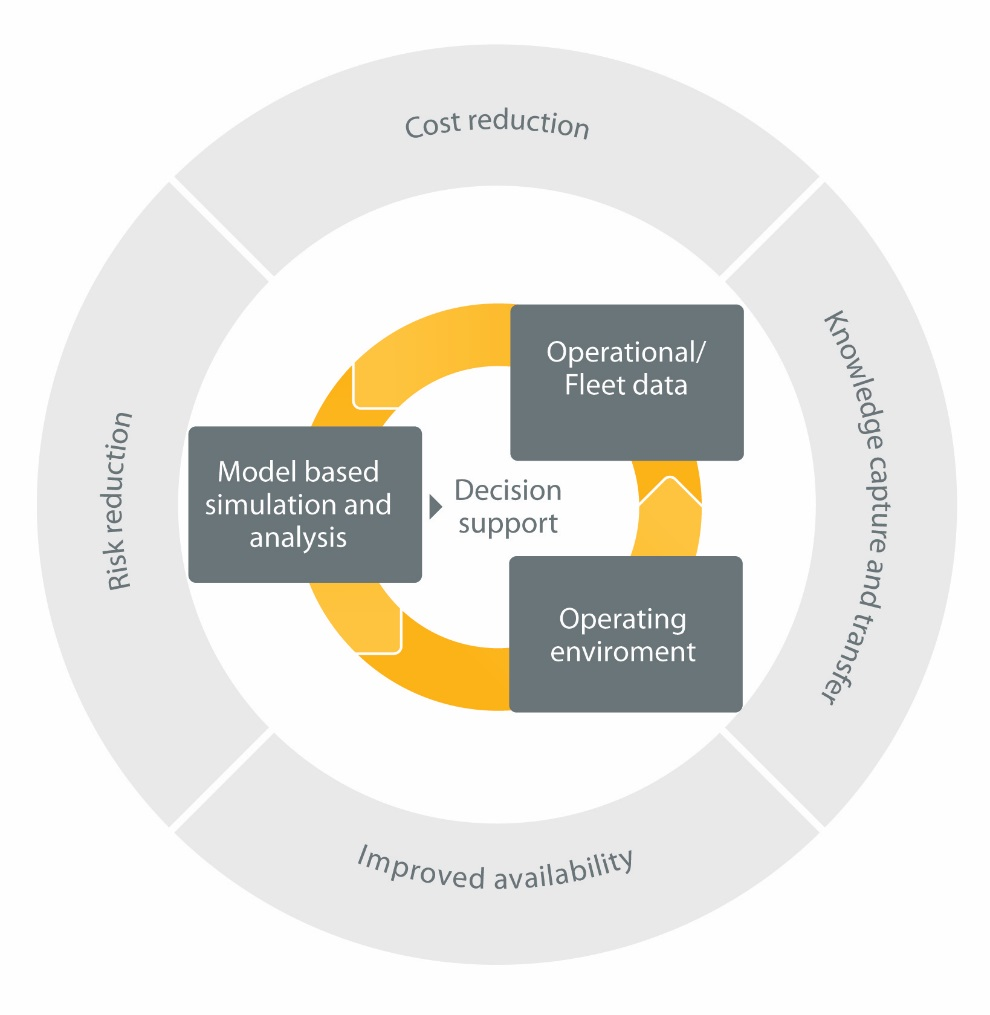 Cost reduction
Knowledge capture and transfer
Improved availability
Risk reduction
Operational/
Fleet data
Model based
simulation and
analysis
Decision
support
Operating
enviroment